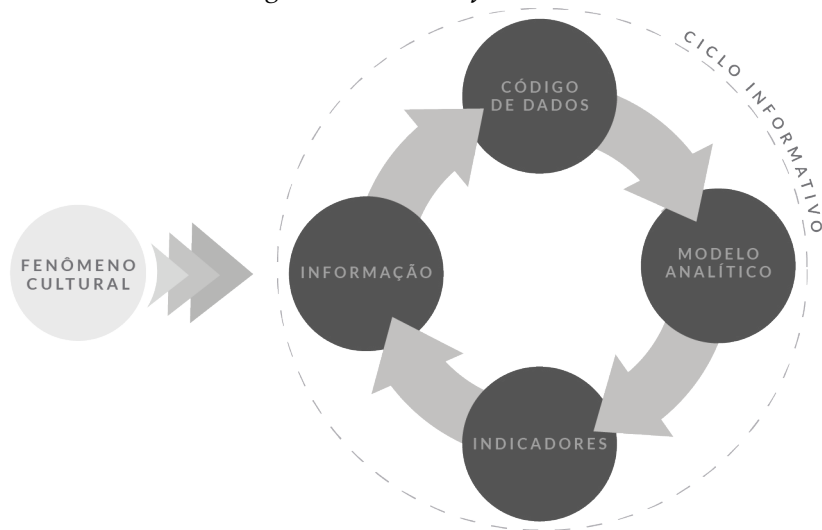 CICLO INFORMATIVO
CÓDIGO
DE DADOS
FENÔMENO
CULTURAL
INFORMAÇÃO
MODELO
ANALÍTICO
INDICADORES